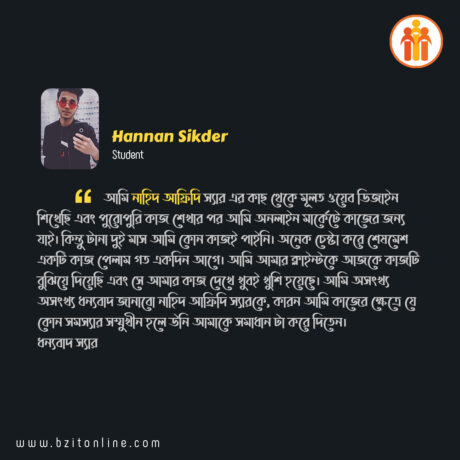 Hannan Sikder
Student
“ আমি নাহিদ আফ্রিদি স্যার এর কাছ থেকে মূলত ওয়েব ডিজাইন
শিখেছি এবং পুরোপুরি কাজ শেখার পর আমি অনলাইন মার্কেটে কাজের জন্য
যাই। কিন্তু টানা দুই মাস আমি কোন কাজই পাইনি। অনেক চেষ্টা করে শেষমেশ
একটি কাজ পেলাম গত একদিন আগে। আমি আমার ক্লাইন্টকে আজকে কাজটি
বুঝিয়ে দিয়েছি এবং সে আমার কাজ দেখে খুবই খুশি হয়েছে। আমি অসংখ্য
অসংখ্য ধন্যবাদ জানাবো নাহিদ আফ্রিদি স্যারকে, কারন আমি কাজের ক্ষেত্রে যে
কোন সমস্যার সম্মুখীন হলে উনি আমাকে সমাধান টা করে দিতেন।
ধন্যবাদ স্যার
www.bzitonline.com